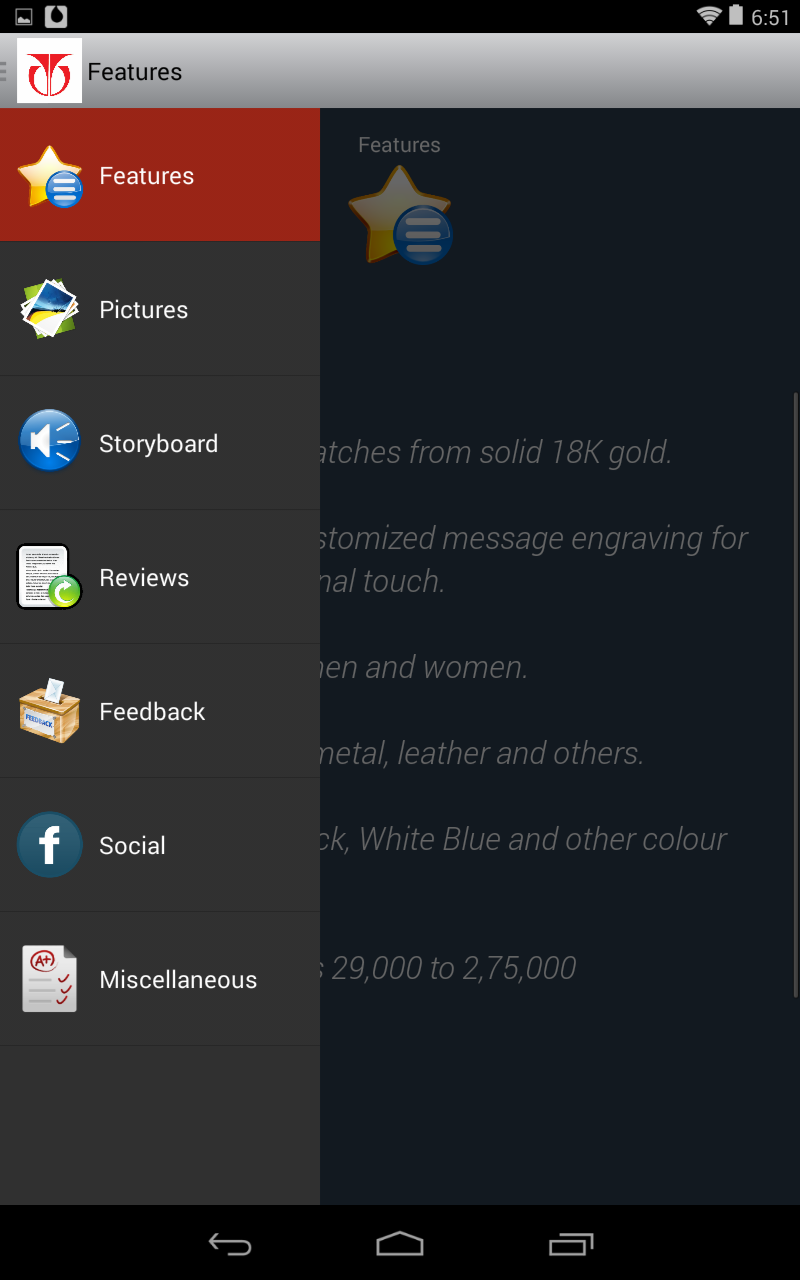 6:51
Features
Features
Pictures
Storyboard
Reviews
Feedback
Social
Miscellaneous
Features
atches from solid 18K gold.
stomized message engraving for
nal touch.
en and women.
metal, leather and others.
ck, White Blue and other colour
s 29,000 to 2,75,000
FEEDBACK
f
A+